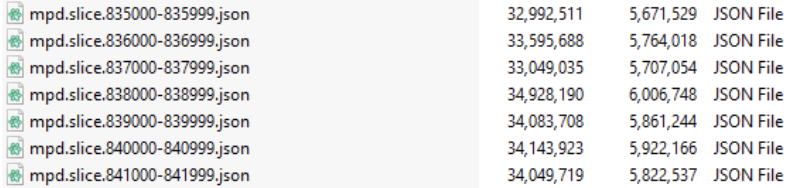 mpd.slice.835000-835999.json 32,992,511 5,671,529 JSON File
mpd.slice.836000-836999.json 33,595,688 5,764,018 JSON File
mpd.slice.837000-837999.json 33,049,035 5,707,054 JSON File
mpd.slice.838000-838999.json 34,928,190 6,006,748 JSON File
mpd.slice.839000-839999.json 34,083,708 5,861,244 JSON File
mpd.slice.840000-840999.json 34,143,923 5,922,166 JSON File
mpd.slice.841000-841999.json 34,049,719 5,822,537 JSON File